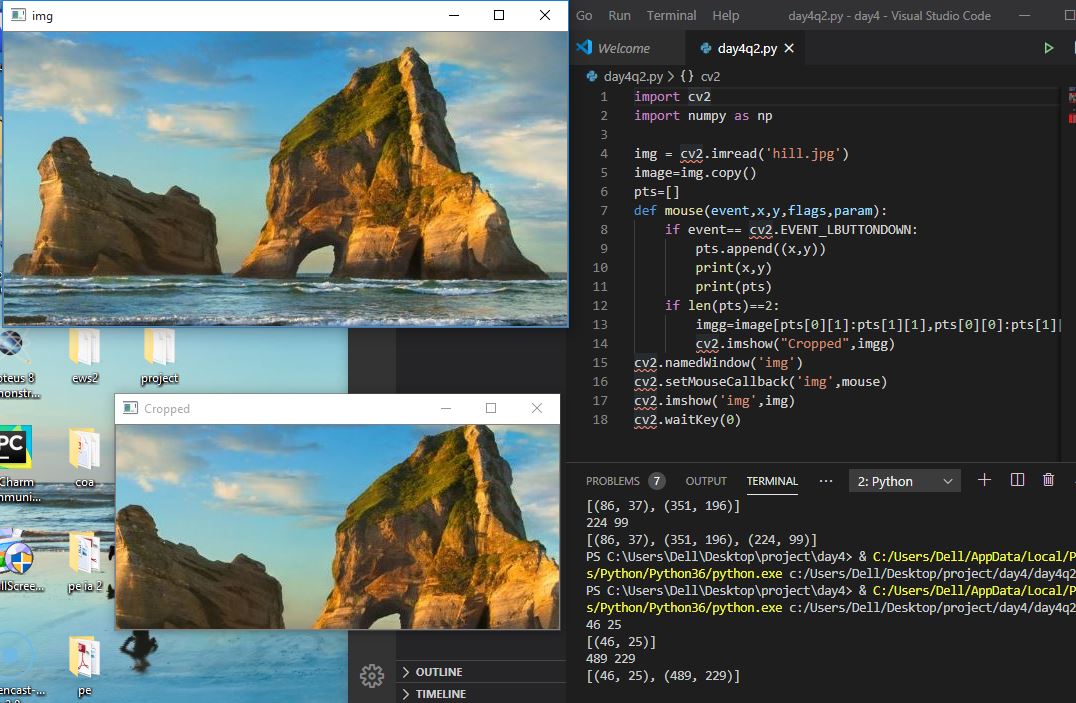 img
Go Run Terminal Help day4q2.py - day4 - Visual Studio Code
Welcome day4q2.py
day4q2.py > {} cv2
1 import cv2
2 import numpy as np
3
4 img = cv2.imread('hill.jpg')
5 image=img.copy()
6 pts=[]
7 def mouse(event,x,y,flags,param):
8 if event== cv2.EVENT_LBUTTONDOWN:
9 pts.append((x,y))
10 print(x,y)
11 print(pts)
12 if len(pts)==2:
13 imgg=image[pts[0][1]:pts[1][1],pts[0][0]:pts[1]
14 cv2.imshow("Cropped",imgg)
15 cv2.namedWindow('img')
16 cv2.setMouseCallback('img',mouse)
17 cv2.imshow('img',img)
18 cv2.waitKey(0)
oteus 8
monstr...
ews2
project
Cropped
PC
Charm
mmuni...
coa
llScree...
pe ia 2
encast-...
pe
PROBLEMS 7 OUTPUT TERMINAL ... 2: Python
[(86, 37), (351, 196)]
224 99
[(86, 37), (351, 196), (224, 99)]
PS C:\Users\Dell\Desktop\project\day4> & C:/Users/Dell/AppData/Local/P
s/Python/Python36/python.exe c:/Users/Dell/Desktop/project/day4/day4q2
PS C:\Users\Dell\Desktop\project\day4> & C:/Users/Dell/AppData/Local/P
s/Python/Python36/python.exe c:/Users/Dell/Desktop/project/day4/day4q2
46 25
[(46, 25)]
489 229
[(46, 25), (489, 229)]
OUTLINE
TIMELINE